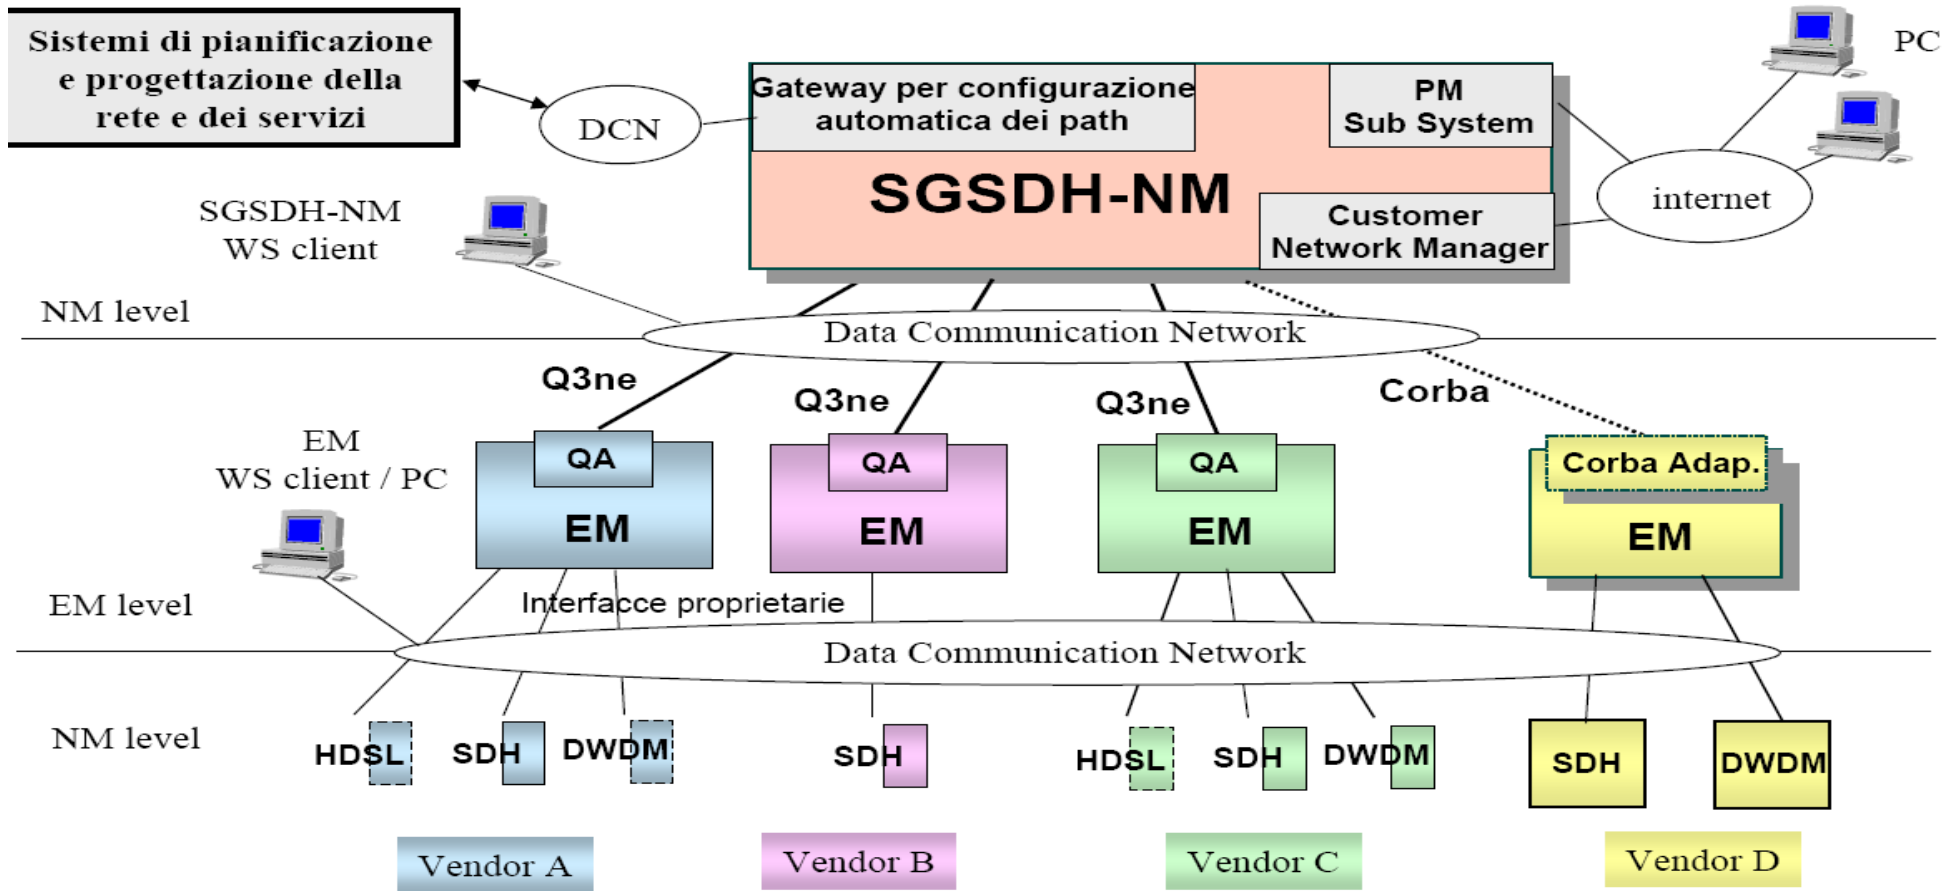 Sistemi di pianificazione
e progettazione della
rete e dei servizi
DCN
Gateway per configurazione
automatica dei path
PM
Sub System
PC
SGSDH-NM
internet
Customer
Network Manager
SGSDH-NM
WS client
NM level
Data Communication Network
Q3ne
Q3ne
Q3ne
Corba
EM
WS client / PC
QA
EM
QA
EM
QA
EM
Corba Adap.
EM
EM level
Interfacce proprietarie
Data Communication Network
NM level
HDSL
SDH
DWDM
SDH
HDSL
SDH
DWDM
SDH
DWDM
Vendor A
Vendor B
Vendor C
Vendor D